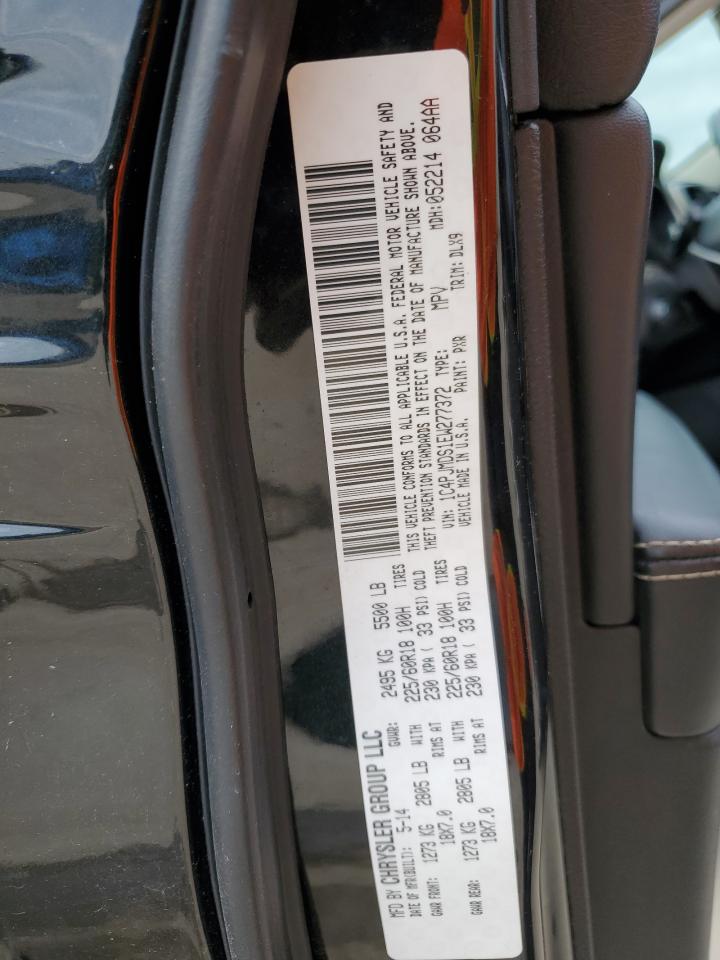 MFD BY CHRYSLER GROUP LLC
DATE OF MFR(BUILT): 5-14 GVWR: 2495 KG 5500 LB
GAWR FRONT: 1273 KG 2805 LB WITH 225/60R18 100H TIRES
18X7.0 RIMS AT 230 KPA ( 33 PSI) COLD
GAWR REAR: 1273 KG 2805 LB WITH 225/60R18 100H TIRES
18X7.0 RIMS AT 230 KPA ( 33 PSI) COLD
THIS VEHICLE CONFORMS TO ALL APPLICABLE U.S.A. FEDERAL MOTOR VEHICLE SAFETY AND
THEFT PREVENTION STANDARDS IN EFFECT ON THE DATE OF MANUFACTURE SHOWN ABOVE.
VIN: 1C4PJMDS1EW277372 TYPE: MPV MDH:052214 064AA
VEHICLE MADE IN U.S.A. PAINT: PXR TRIM: DLX9